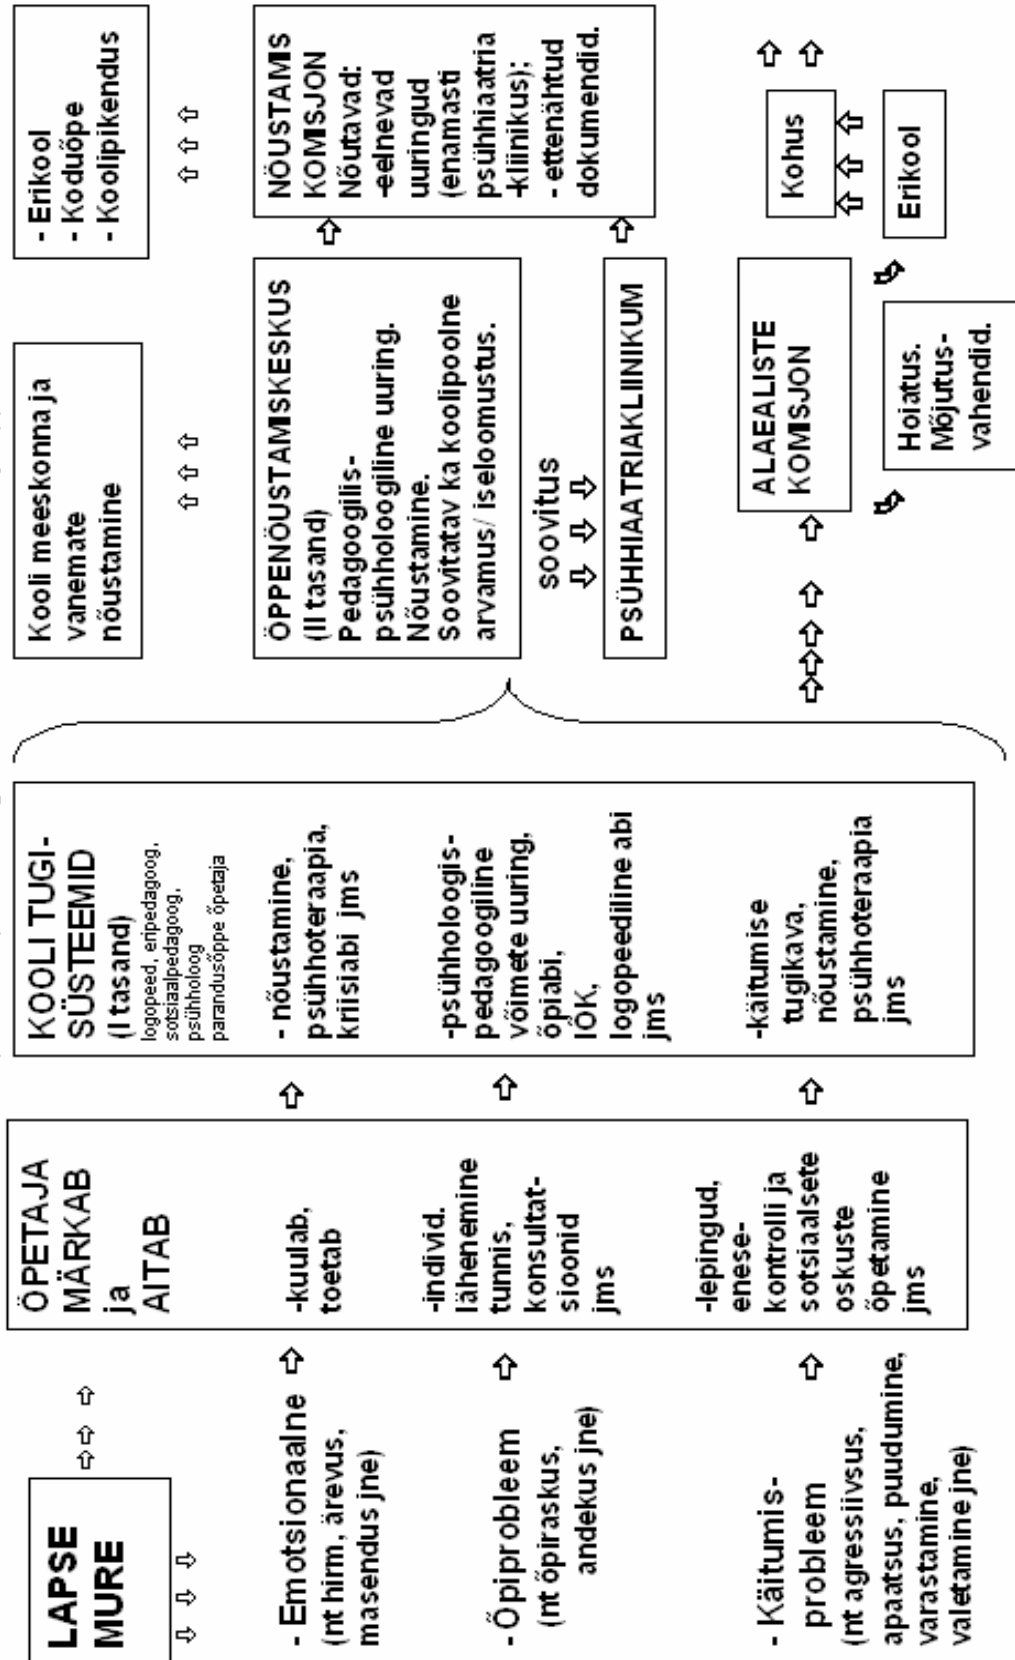 LAPSE
MURE
- Emotsionaalne
(nt hirm, ärevus,
masendus jne)
- Õpiprobleem
(nt õpiraskus,
andekus jne)
- Käitumis-
probleem
(nt agressiivsus,
apaatsus, puudumine,
varastamine,
valetamine jne)
ÕPETAJA
MÄRKAB
ja
AITAB
-kuulab,
toetab
-individ.
lähenemine
tunnis,
konsultat-
sioonid
jms
-lepingud,
enese-
kontrolli ja
sotsiaalsete
oskuste
õpetamine
jms
KOOLI TUGI-
SÜSTEEMID
(I tasand)
logopeed, eripedagoog,
sotsiaalpedagoog,
psühholoog
parandusõppe õpetaja
- nõustamine,
psühhoteraapia,
kriisiabi jms
-psühholoogis-
pedagoogiline
võimete uuring,
õpiabi,
IÕK,
logopeediline abi
jms
-käitumise
tugikava,
nõustamine,
psühhoteraapia
jms
Kooli meeskonna ja
vanemate
nõustamine
ÕPPENÕUSTAMISKESKUS
(II tasand)
Pedagoogilis-
psühholoogiline uuring.
Nõustamine.
Soovitatav ka koolipoolne
arvamus/ iseloomustus.
soovitus
PSÜHHIAATRIAKLIINIKUM
ALAEALISTE
KOMISJON
Hoiatus.
Mõjutus-
vahendid.
- Erikool
- Koduõpe
- Koolipikendus
NÕUSTAMIS
KOMISJON
Nõutavad:
-eelnevad
uuringud
(enamasti
psühhiaatria
-kliinikus);
- ettenähtud
dokumendid.
Kohus
Erikool